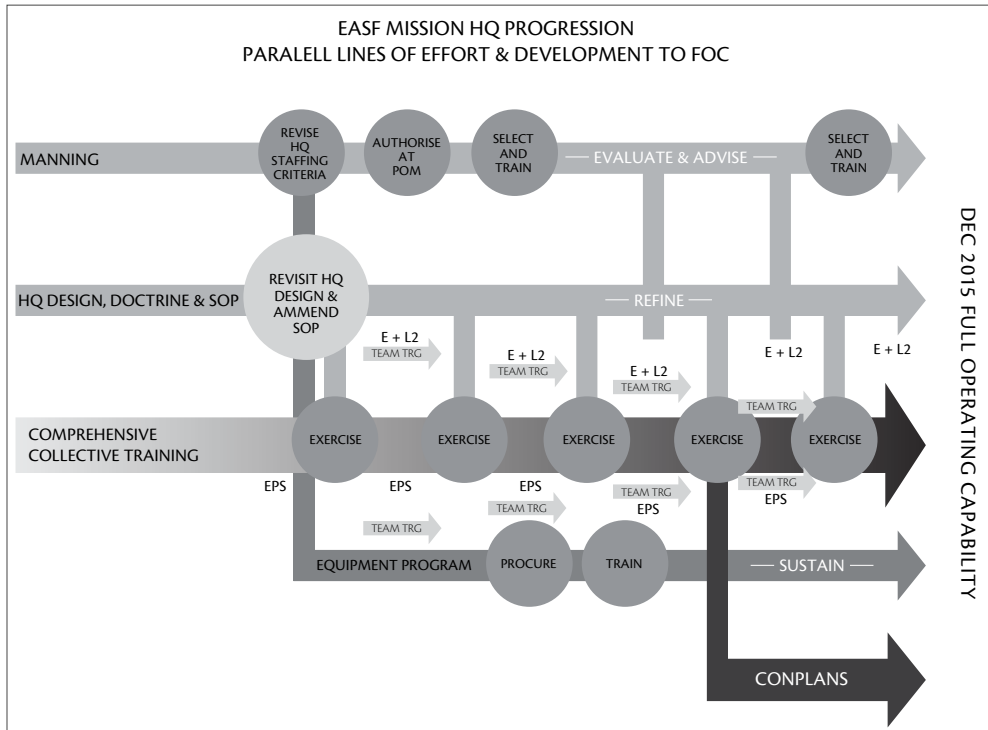 EASF MISSION HQ PROGRESSION
PARALELL LINES OF EFFORT & DEVELOPMENT TO FOC
MANNING
REVISE
HQ
STAFFING
CRITERIA
AUTHORISE
AT
POM
SELECT
AND
TRAIN
EVALUATE & ADVISE
SELECT
AND
TRAIN
HQ DESIGN, DOCTRINE & SOP
REVISIT HQ
DESIGN &
AMMEND
SOP
REFINE
E + L2
TEAM TRG
E + L2
TEAM TRG
E + L2
TEAM TRG
E + L2
TEAM TRG
E + L2
COMPREHENSIVE
COLLECTIVE TRAINING
EXERCISE
EXERCISE
EXERCISE
EXERCISE
EXERCISE
EPS
EPS
TEAM TRG
EPS
TEAM TRG
TEAM TRG
EPS
TEAM TRG
EPS
EQUIPMENT PROGRAM
PROCURE
TRAIN
SUSTAIN
CONPLANS
DEC 2015 FULL OPERATING CAPABILITY